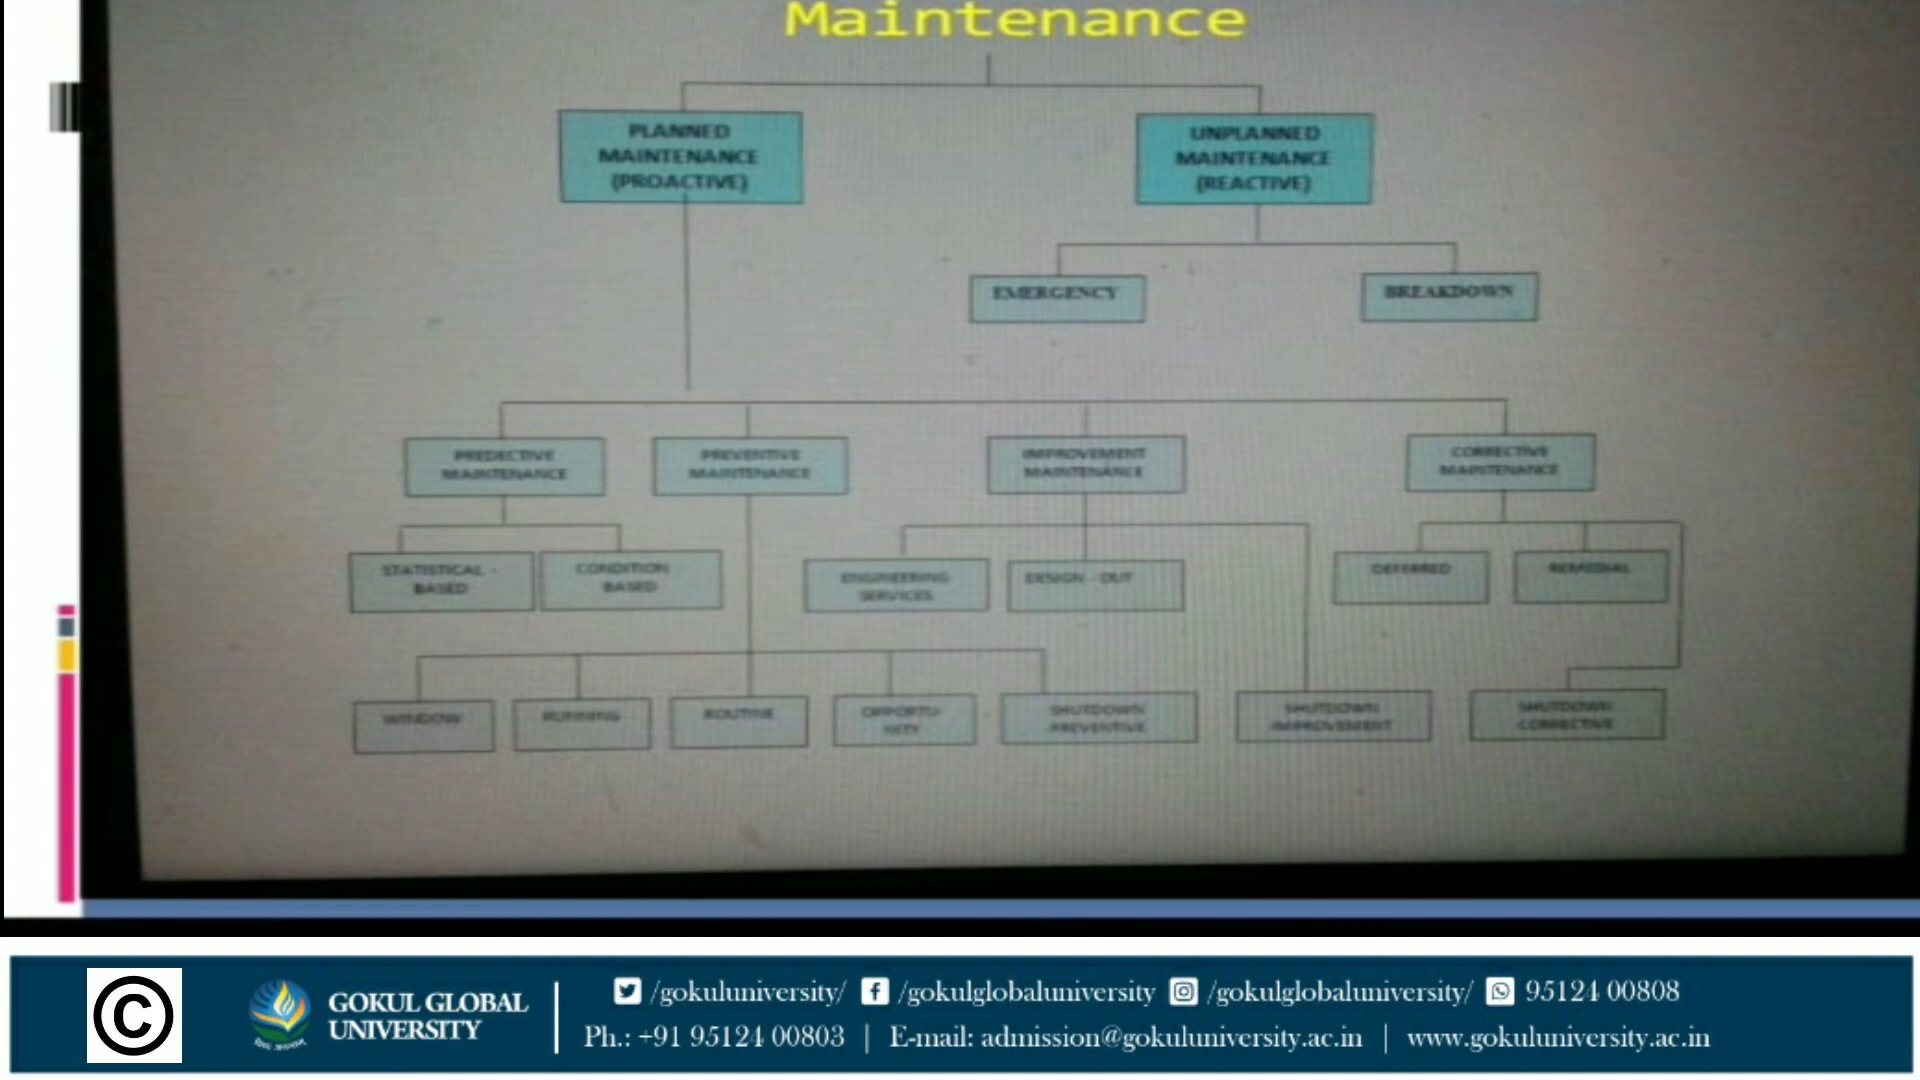 Maintenance
PLANNED
MAINTENANCE
(PROACTIVE)
UNPLANNED
MAINTENANCE
(REACTIVE)
EMERGENCY
BREAKDOWN
PREDECTIVE
MAINTENANCE
PREVENTIVE
MAINTENANCE
IMPROVEMENT
MAINTENANCE
CORRECTIVE
MAINTENANCE
STATISTICAL -
BASED
CONDITION
BASED
ENGINEERING
SERVICES
DESIGN - OUT
DEFERRED
REMEDIAL
WINDOW
RUNNING
ROUTINE
OPPORTU-
NITY
SHUTDOWN
PREVENTIVE
SHUTDOWN
IMPROVEMENT
SHUTDOWN
CORRECTIVE
©
GOKUL GLOBAL
UNIVERSITY
/gokuluniversity/ /gokulglobaluniversity /gokulglobaluniversity/ 95124 00808
Ph.: +91 95124 00803 | E-mail: admission@gokuluniversity.ac.in | www.gokuluniversity.ac.in